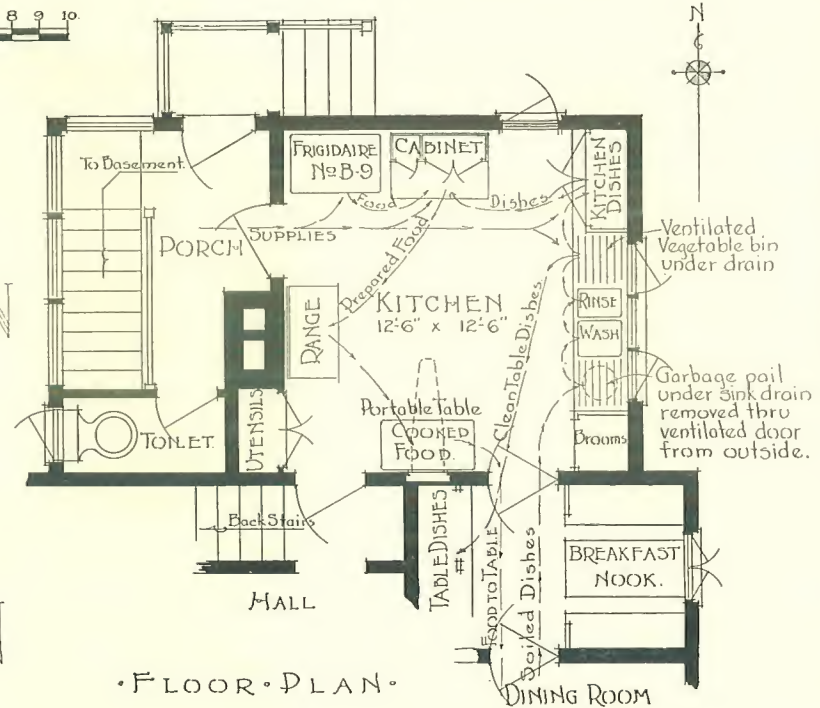 8 9 10.
N
To Basement.
FRIGIDAIRE
No B-9
CABINET
KITCHEN
DISHES
Food
Dishes
PORCH
SUPPLIES
Prepared Food
Ventilated
Vegetable bin
under drain
KITCHEN
12'-6" x 12'-6"
RANGE
RINSE
WASH
Clean Table Dishes
Garbage pail
under sink drain
removed thru
ventilated door
from outside.
Portable Table
COOKED
FOOD.
UTENSILS
TOILET.
Brooms
Back Stairs
TABLE DISHES
FOOD TO TABLE
Soiled Dishes
BREAKFAST
NOOK.
HALL
·FLOOR·PLAN·
DINING ROOM